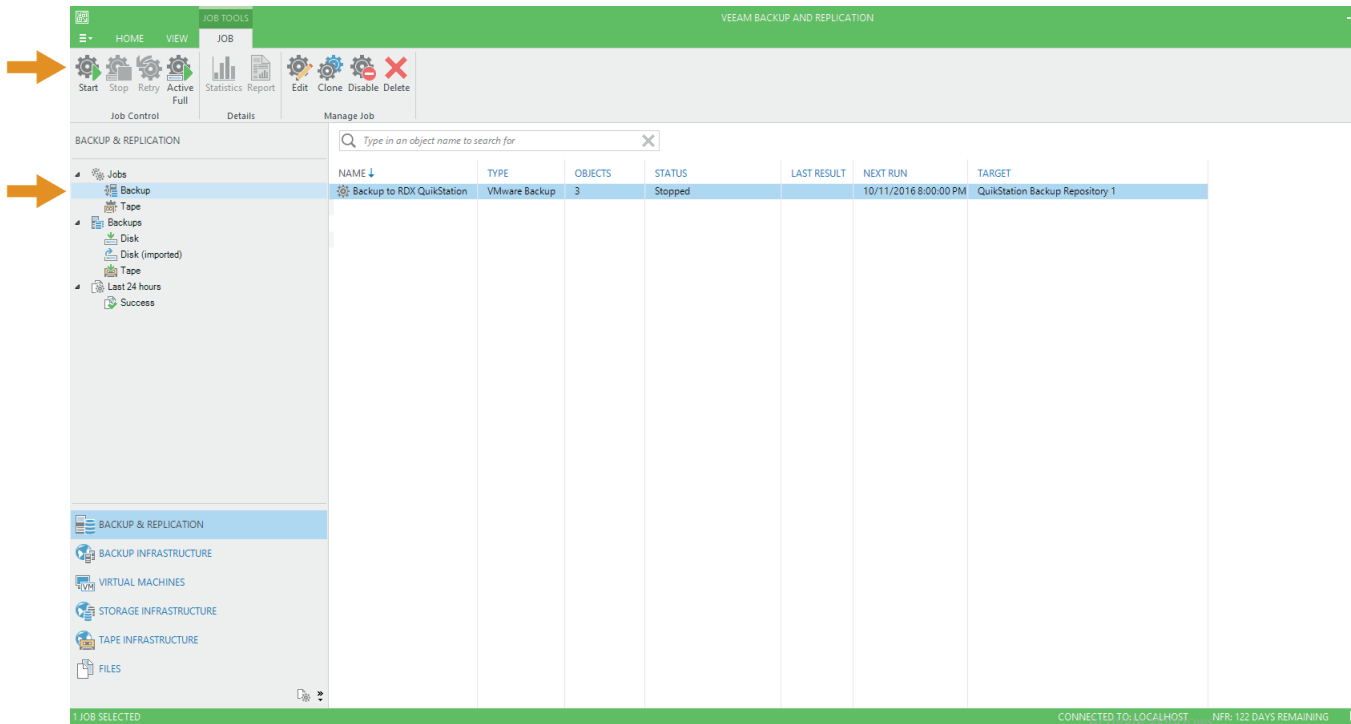 JOB TOOLS
VEEAM BACKUP AND REPLICATION
HOME VIEW JOB
Start Stop Retry Active Full Statistics Report Edit Clone Disable Delete
Job Control Details Manage Job
BACKUP & REPLICATION
Type in an object name to search for
Jobs
Backup
Tape
Backups
Disk
Disk (imported)
Tape
Last 24 hours
Success
NAME TYPE OBJECTS STATUS LAST RESULT NEXT RUN TARGET
Backup to RDX QuikStation VMware Backup 3 Stopped 10/11/2016 8:00:00 PM QuikStation Backup Repository 1
BACKUP & REPLICATION
BACKUP INFRASTRUCTURE
VIRTUAL MACHINES
STORAGE INFRASTRUCTURE
TAPE INFRASTRUCTURE
FILES
1 JOB SELECTED
CONNECTED TO: LOCALHOST NFR: 122 DAYS REMAINING